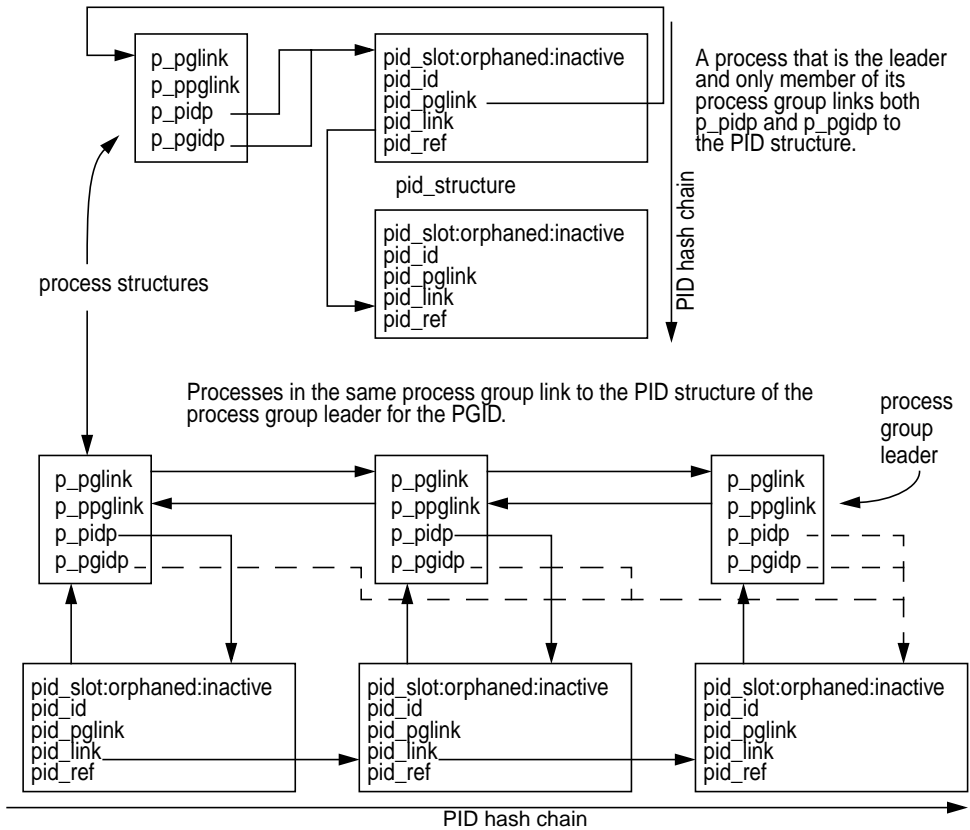 p_pglink
p_ppglink
p_pidp
p_pgidp
pid_slot:orphaned:inactive
pid_id
pid_pglink
pid_link
pid_ref
pid_structure
pid_slot:orphaned:inactive
pid_id
pid_pglink
pid_link
pid_ref
PID hash chain
A process that is the leader
and only member of its
process group links both
p_pidp and p_pgidp to
the PID structure.
process structures
Processes in the same process group link to the PID structure of the
process group leader for the PGID.
process
group
leader
p_pglink
p_ppglink
p_pidp
p_pgidp
p_pglink
p_ppglink
p_pidp
p_pgidp
p_pglink
p_ppglink
p_pidp
p_pgidp
pid_slot:orphaned:inactive
pid_id
pid_pglink
pid_link
pid_ref
pid_slot:orphaned:inactive
pid_id
pid_pglink
pid_link
pid_ref
pid_slot:orphaned:inactive
pid_id
pid_pglink
pid_link
pid_ref
PID hash chain